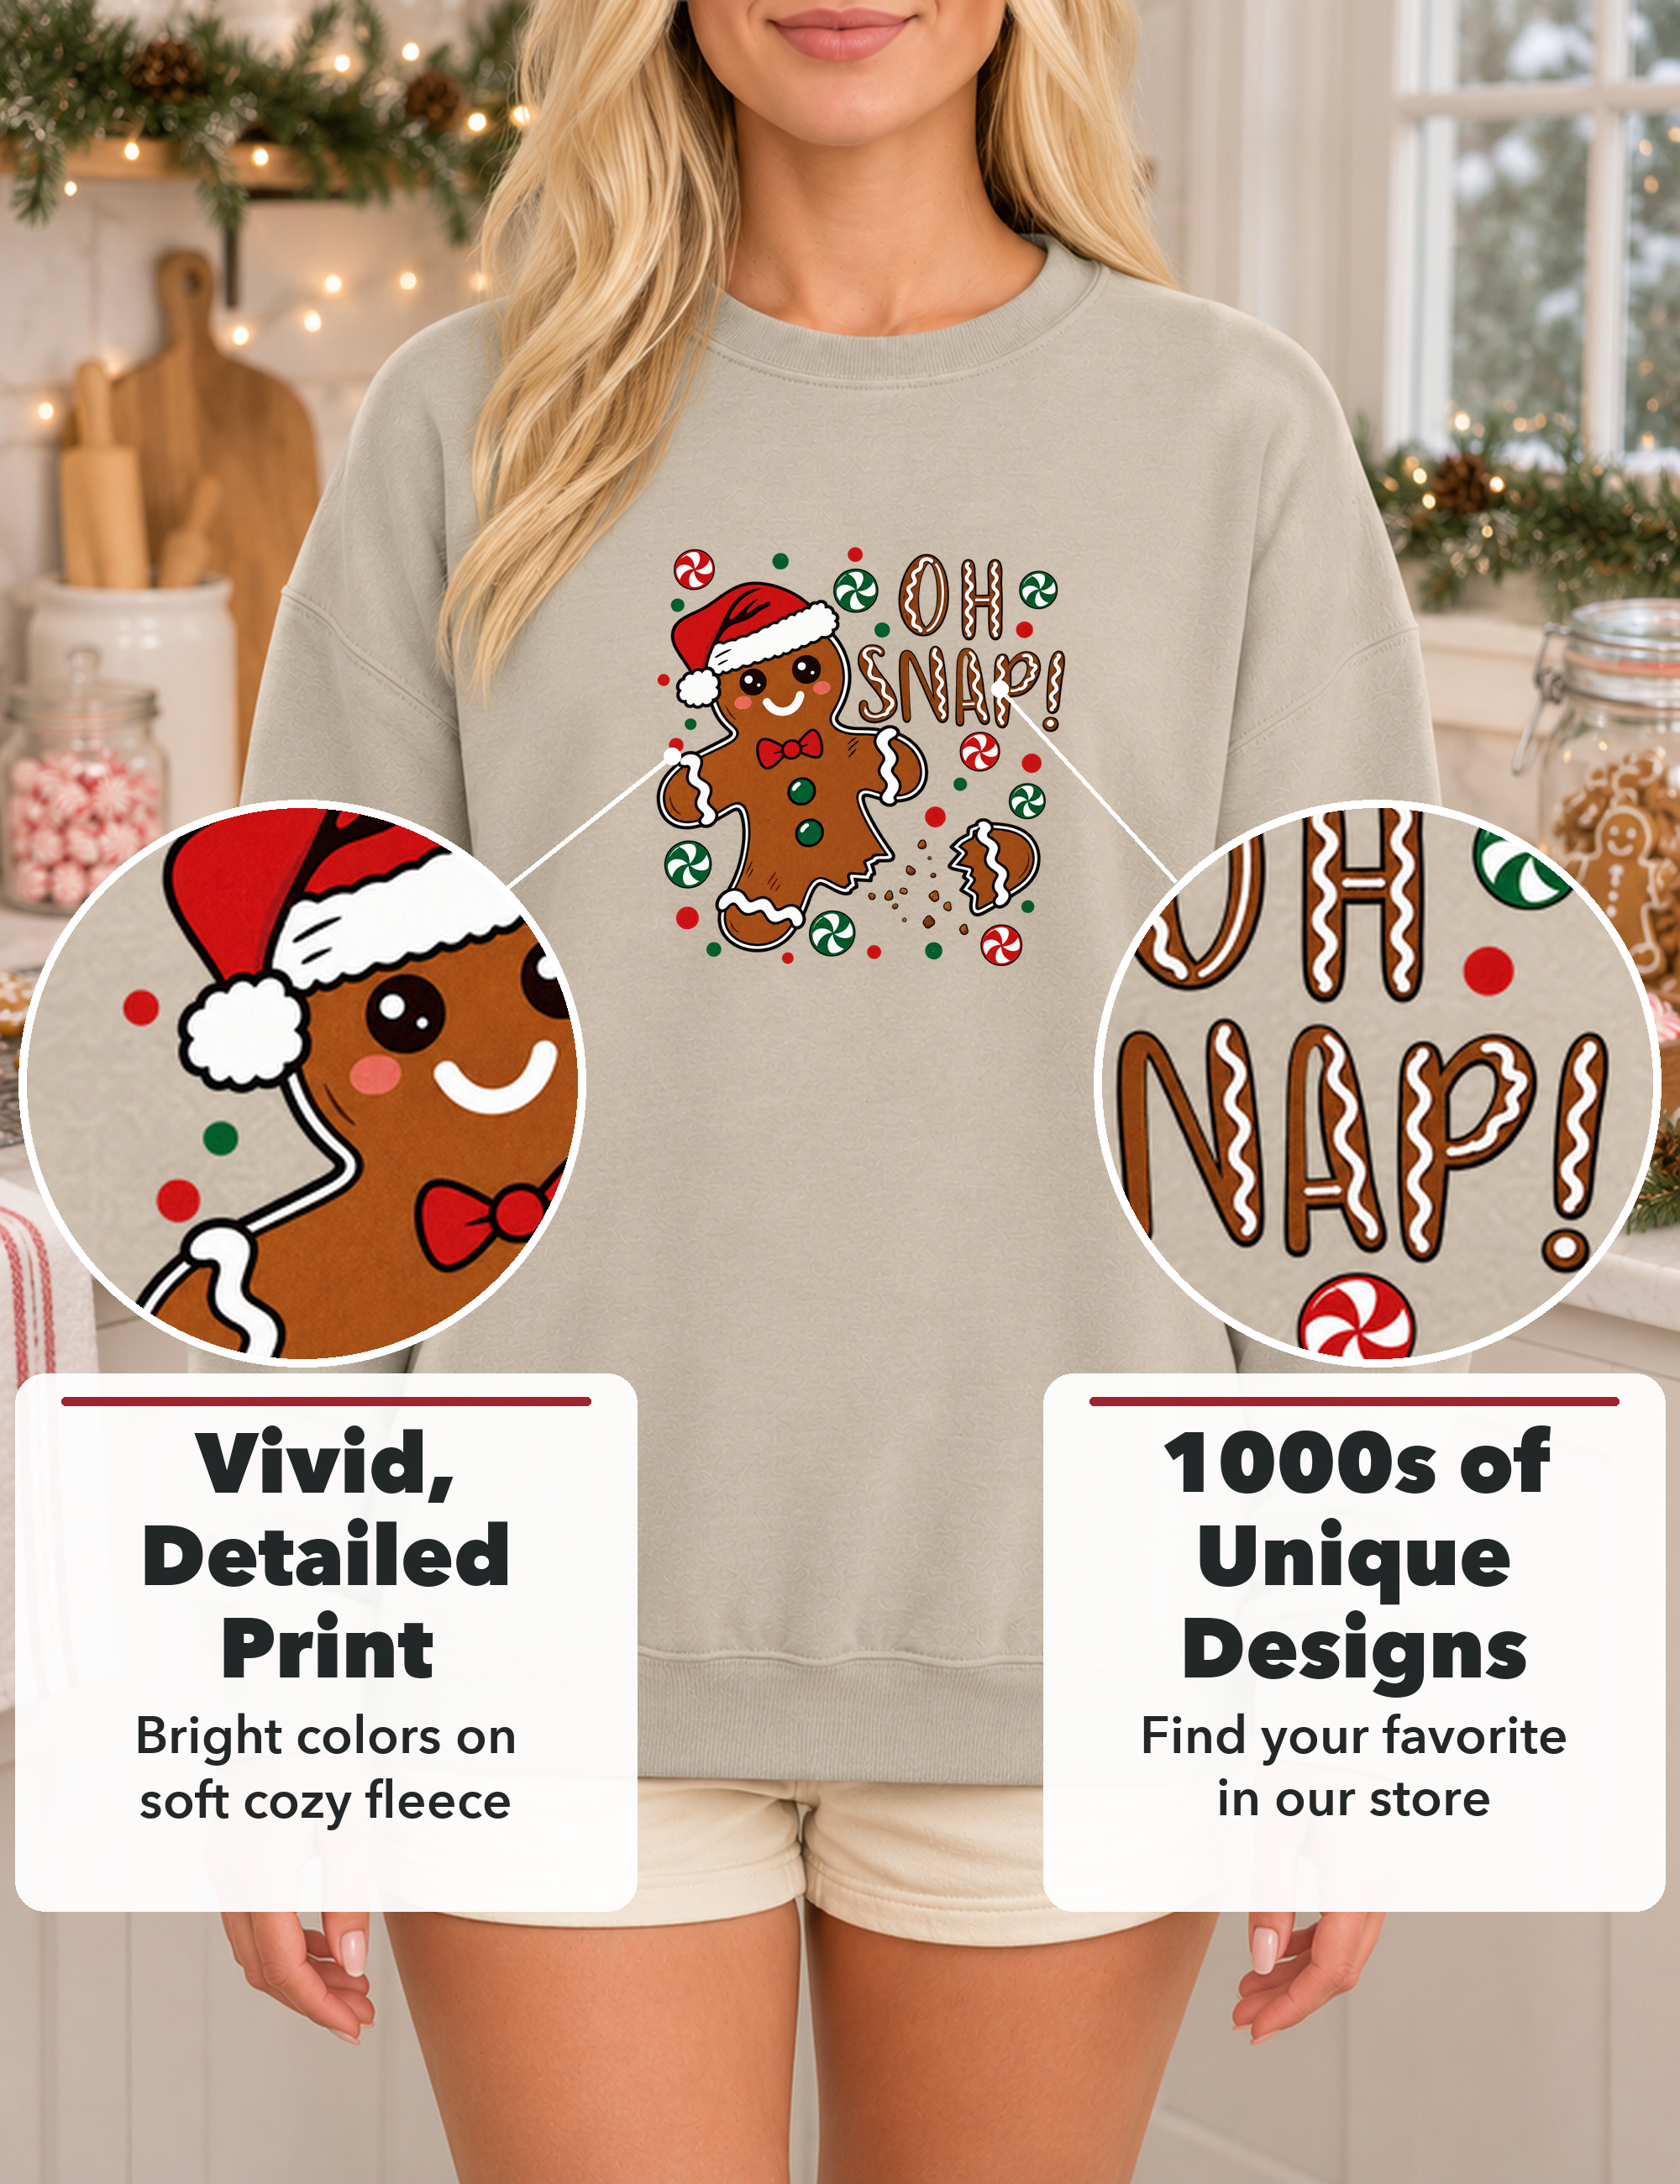 OH
SNAP!
OH
NAP!
Vivid,
Detailed
Print
Bright colors on
soft cozy fleece
1000s of
Unique
Designs
Find your favorite
in our store